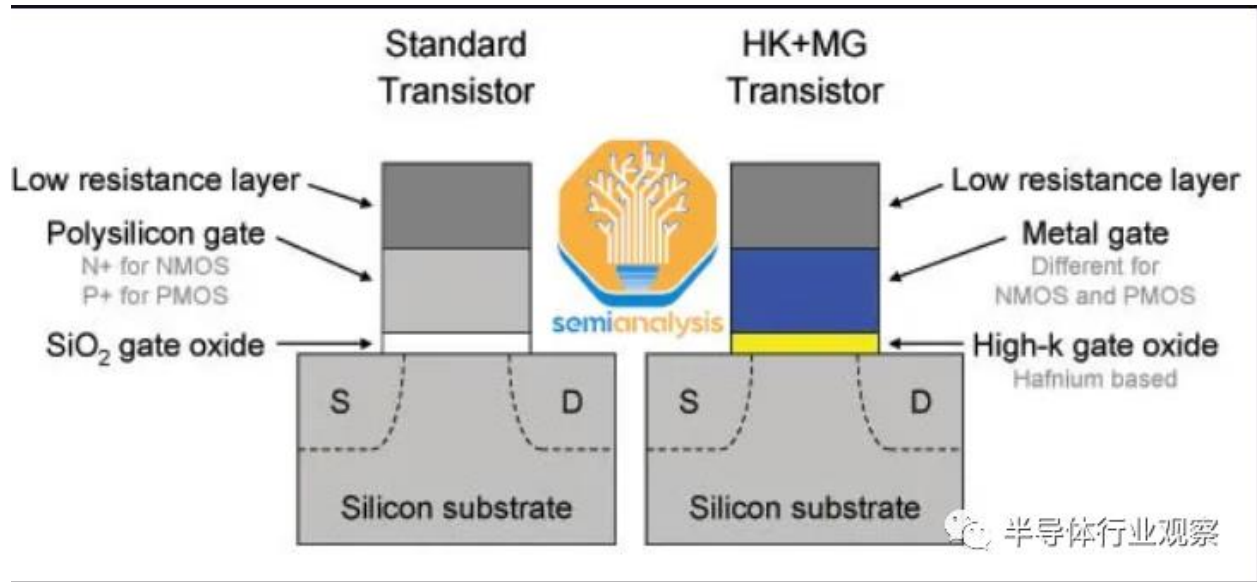 Standard
Transistor
HK+MG
Transistor
Low resistance layer
Polysilicon gate
N+ for NMOS
P+ for PMOS
SiO₂ gate oxide
semianalysis
Low resistance layer
Metal gate
Different for
NMOS and PMOS
High-k gate oxide
Hafnium based
S
D
Silicon substrate
S
D
Silicon substrate
半导体行业观察